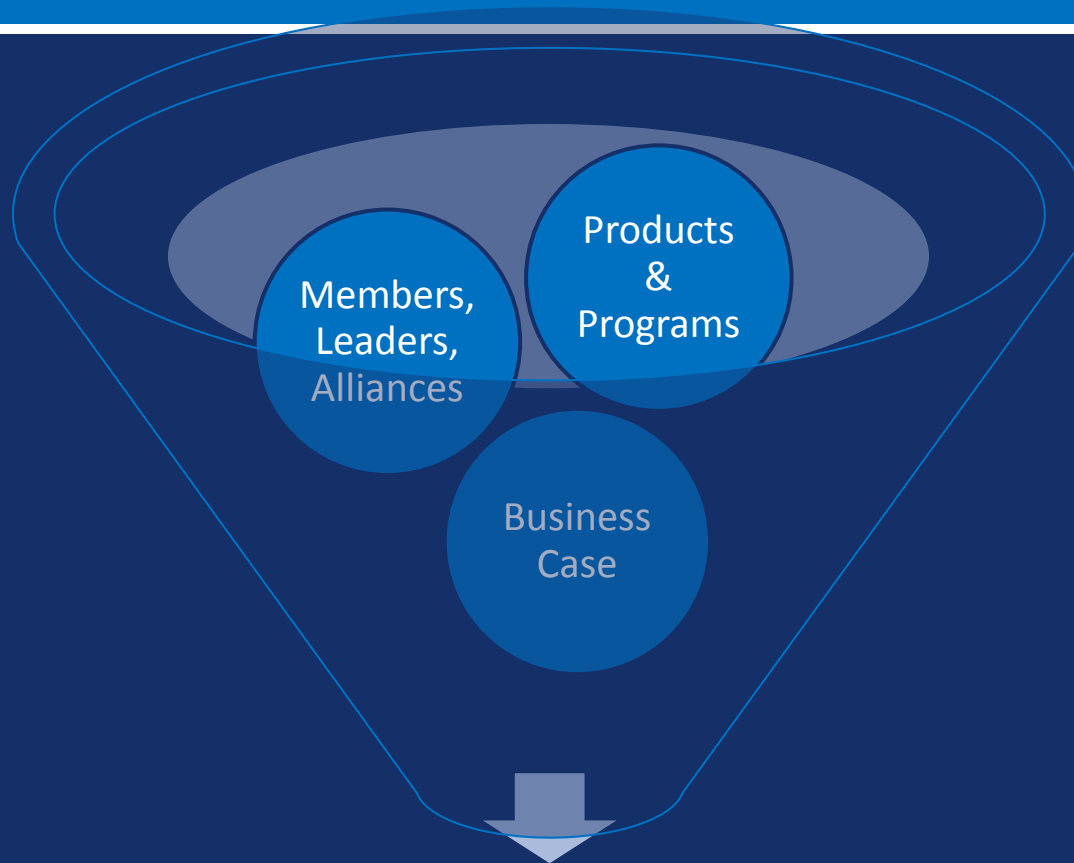 Members,
Leaders,
Alliances
Products
&
Programs
Business
Case